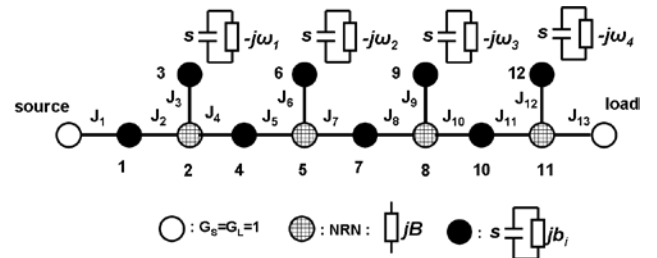 s -jω₁ s -jω₂ s -jω₃ s -jω₄
3 6 9 12
source J₃ J₆ J₉ J₁₂ load
J₁ J₂ J₄ J₅ J₇ J₈ J₁₀ J₁₁ J₁₃
1 2 4 5 7 8 10 11
: Gₛ=G_L=1 : NRN : jB : s jbᵢ